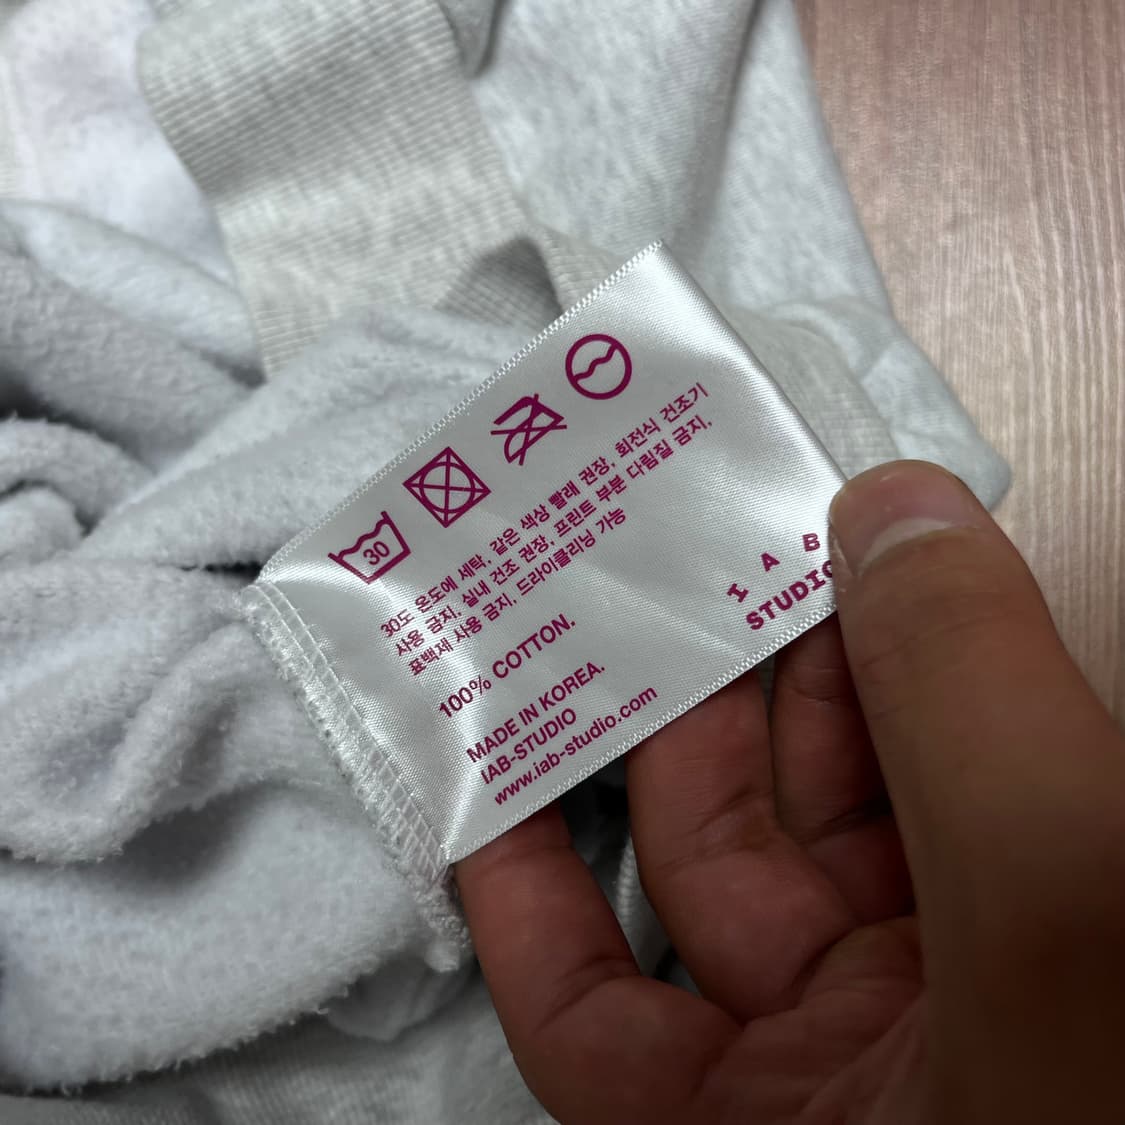 30
30도 온도에 세탁, 같은 색상 빨래 권장, 회전식 건조기
사용 금지, 실내 건조 권장, 프린트 부분 다림질 금지,
표백제 사용 금지, 드라이클리닝 가능
100% COTTON.
MADE IN KOREA.
IAB-STUDIO
www.iab-studio.com
I A B
STUDIO